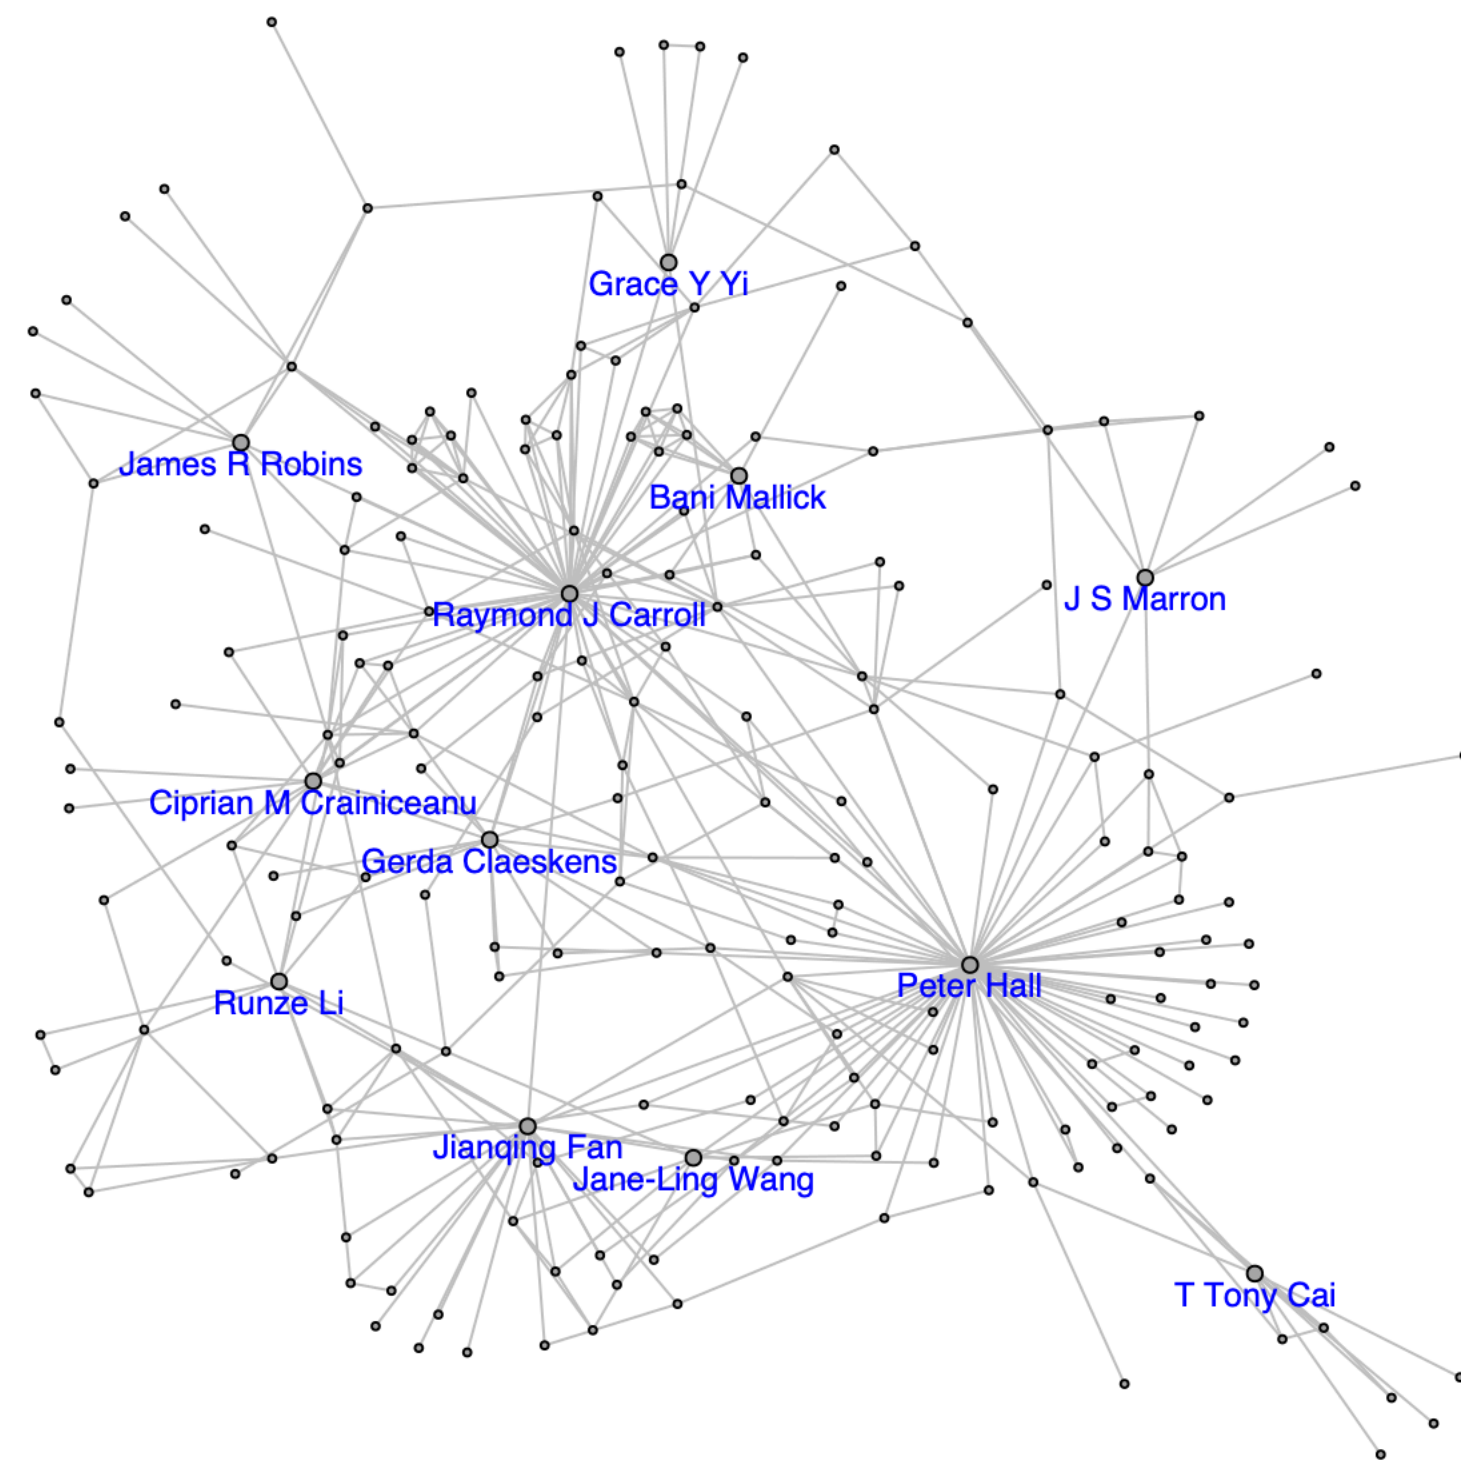 Grace Y Yi
James R Robins
Bani Mallick
Raymond J Carroll
J S Marron
Ciprian M Crainiceanu
Gerda Claeskens
Peter Hall
Runze Li
Jianqing Fan
Jane-Ling Wang
T Tony Cai